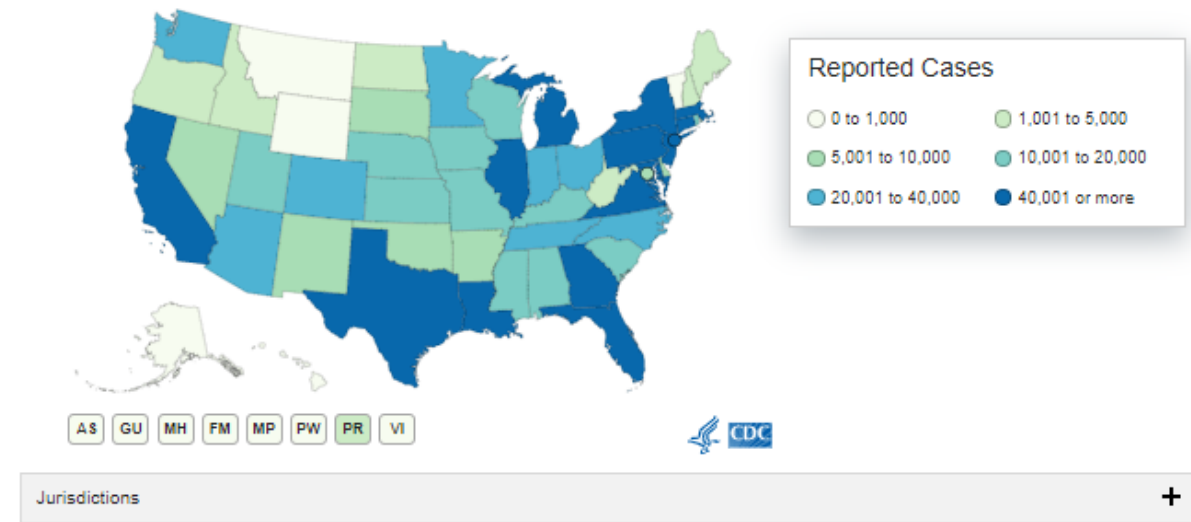 Reported Cases
0 to 1,000
1,001 to 5,000
5,001 to 10,000
10,001 to 20,000
20,001 to 40,000
40,001 or more
AS GU MH FM MP PW PR VI
CDC
Jurisdictions +